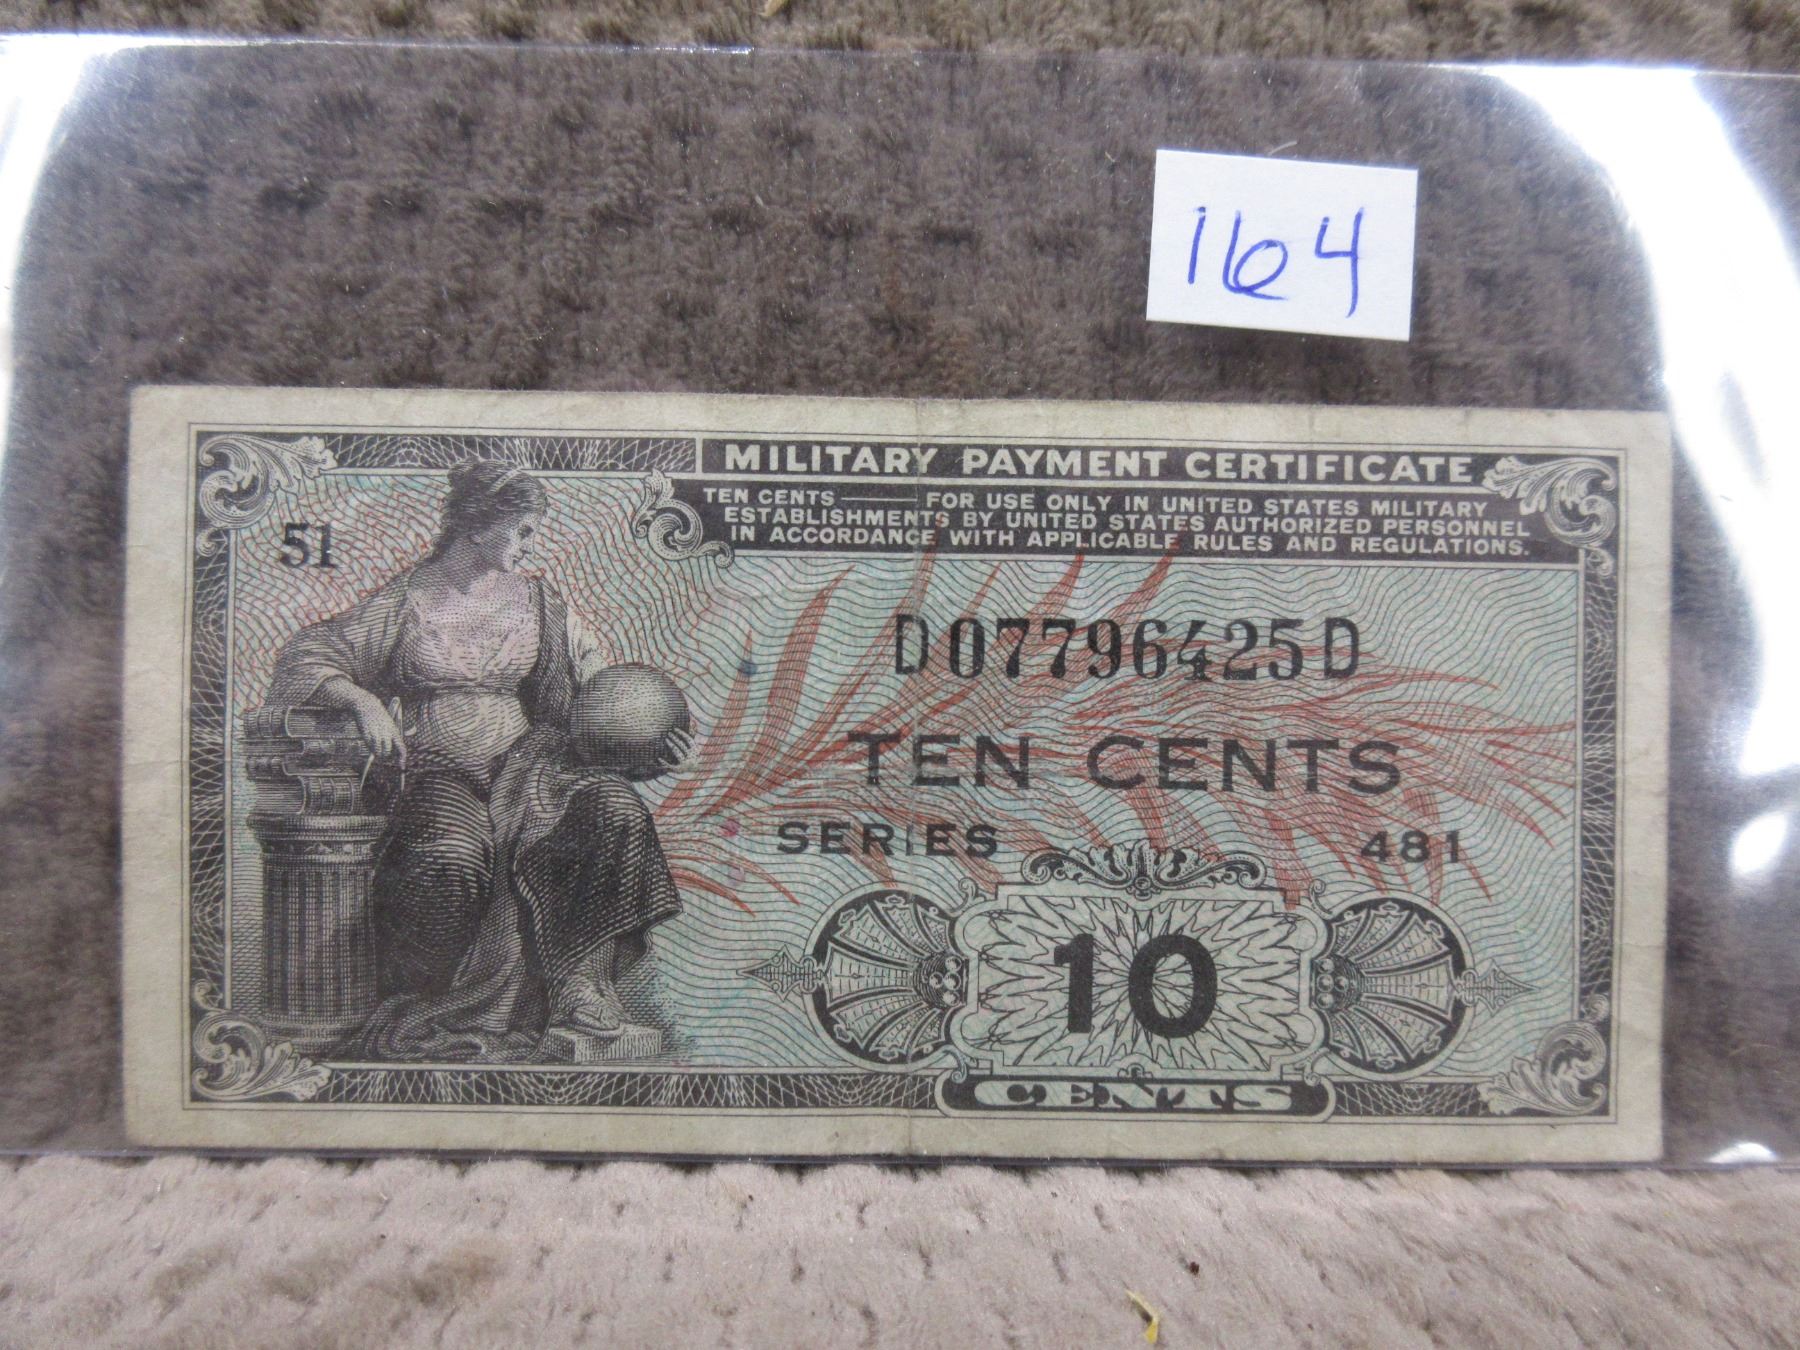 164
MILITARY PAYMENT CERTIFICATE
TEN CENTS —— FOR USE ONLY IN UNITED STATES MILITARY
ESTABLISHMENTS BY UNITED STATES AUTHORIZED PERSONNEL
IN ACCORDANCE WITH APPLICABLE RULES AND REGULATIONS.
51
D07796425D
TEN CENTS
SERIES 481
10
CENTS